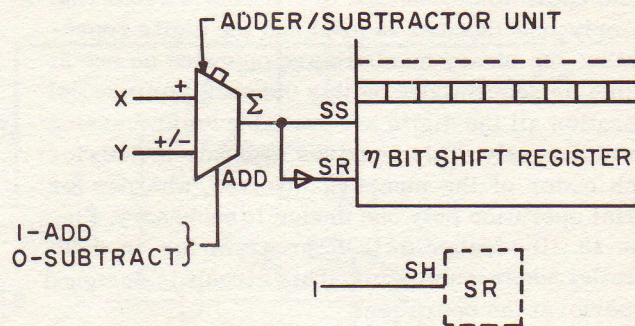 ADDER/SUBTRACTOR UNIT
X
+
Σ
SS
Y
+/-
ADD
SR
η BIT SHIFT REGISTER
1-ADD
0-SUBTRACT
1
SH
SR